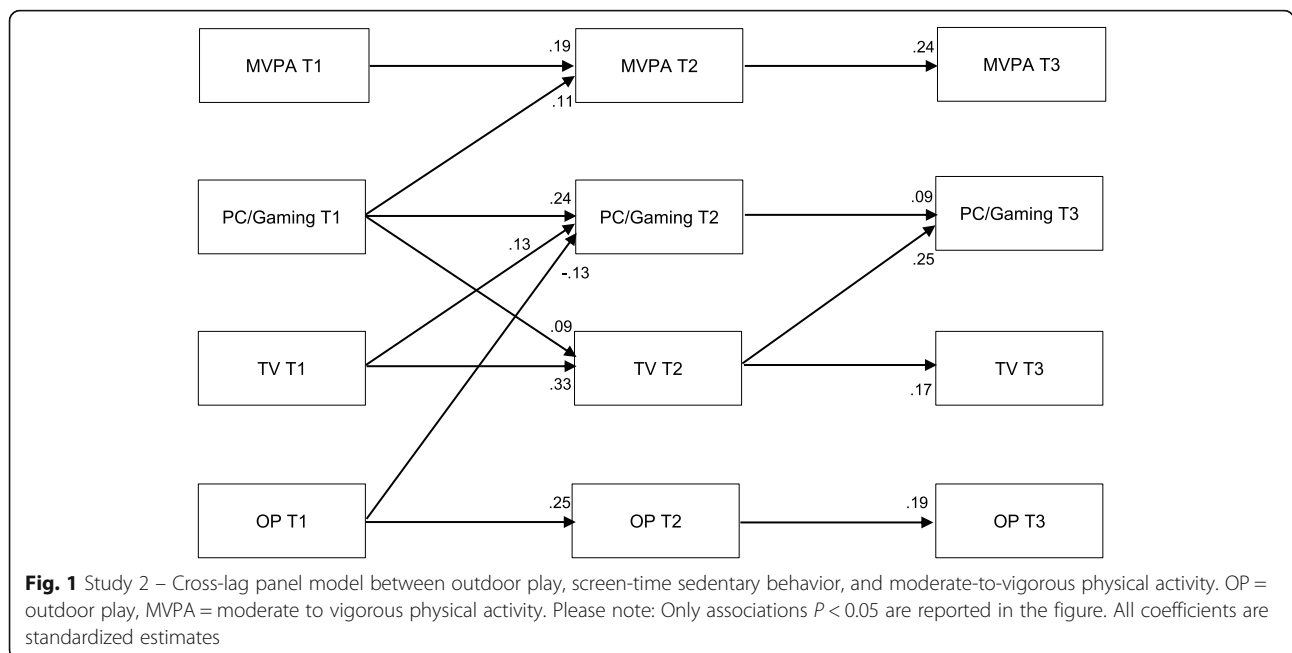 MVPA T1
.19
MVPA T2
.24
MVPA T3
.11
PC/Gaming T1
.24
PC/Gaming T2
.09
PC/Gaming T3
.13
-.13
.25
TV T1
.09
.33
TV T2
.17
TV T3
OP T1
.25
OP T2
.19
OP T3
Fig. 1 Study 2 – Cross-lag panel model between outdoor play, screen-time sedentary behavior, and moderate-to-vigorous physical activity. OP =
outdoor play, MVPA = moderate to vigorous physical activity. Please note: Only associations P < 0.05 are reported in the figure. All coefficients are
standardized estimates